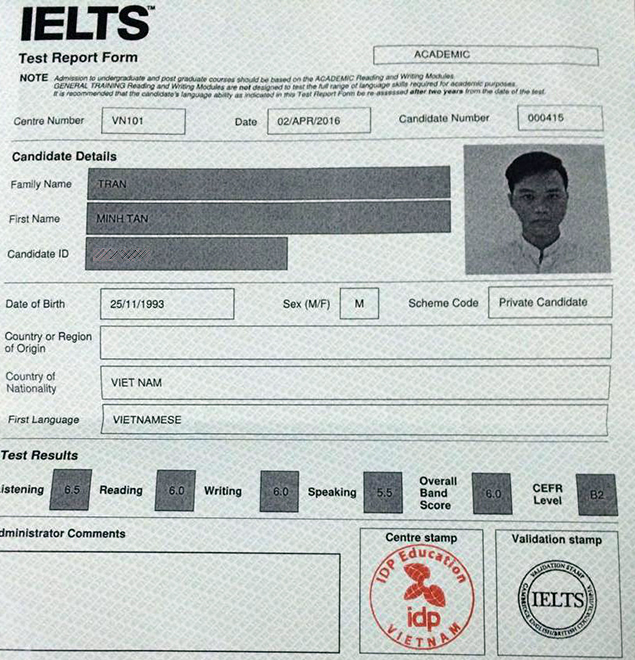 IELTS™
Test Report Form
ACADEMIC
NOTE Admission to undergraduate and post graduate courses should be based on the ACADEMIC Reading and Writing Modules.
GENERAL TRAINING Reading and Writing Modules are not designed to test the full range of language skills required for academic purposes.
It is recommended that the candidate's language ability as indicated in this Test Report Form be re-assessed after two years from the date of the test.
Centre Number VN101 Date 02/APR/2016 Candidate Number 000415
Candidate Details
Family Name TRAN
First Name MINH TAN
Candidate ID
Date of Birth 25/11/1993 Sex (M/F) M Scheme Code Private Candidate
Country or Region
of Origin
Country of
Nationality VIET NAM
First Language VIETNAMESE
Test Results
istening 6.5 Reading 6.0 Writing 6.0 Speaking 5.5 Overall Band Score 6.0 CEFR Level B2
dministrator Comments
Centre stamp
IDP Education
idp
VIETNAM
Validation stamp
VALIDATION STAMP
IELTS